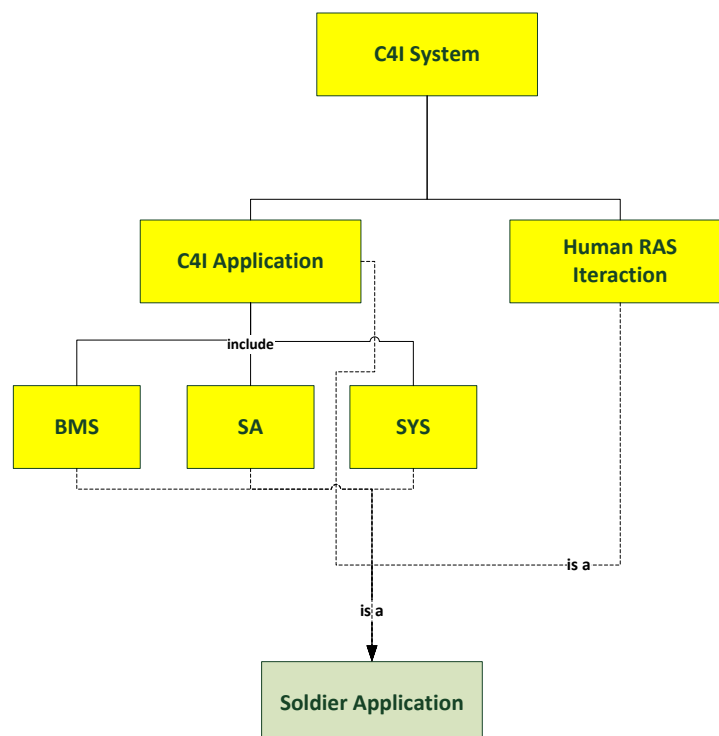 C4I System
C4I Application
Human RAS
Iteraction
include
BMS
SA
SYS
is a
is a
Soldier Application